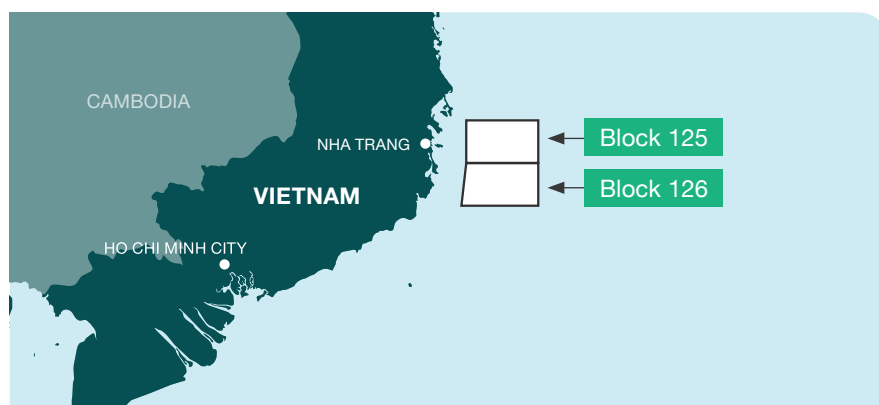 CAMBODIA
NHA TRANG
Block 125
VIETNAM
Block 126
HO CHI MINH CITY